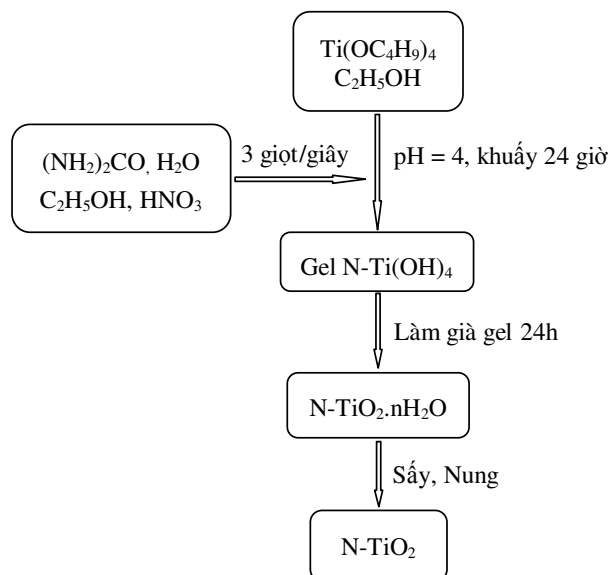 Ti(OC₄H₉)₄
C₂H₅OH
(NH₂)₂CO, H₂O
C₂H₅OH, HNO₃
3 giọt/giây
pH = 4, khuấy 24 giờ
Gel N-Ti(OH)₄
Làm già gel 24h
N-TiO₂.nH₂O
Sấy, Nung
N-TiO₂